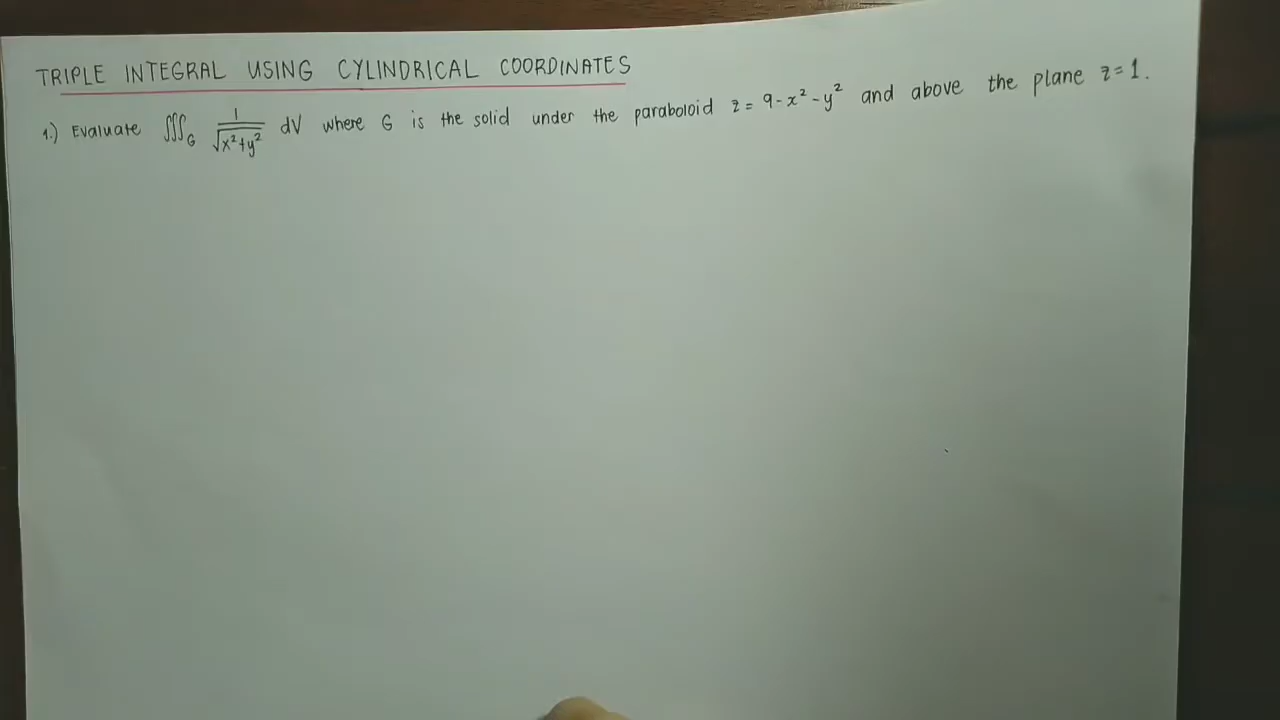 TRIPLE INTEGRAL USING CYLINDRICAL COORDINATES
1.) Evaluate ∭_G 1/√(x²+y²) dV where G is the solid under the paraboloid z = 9-x²-y² and above the plane z=1.